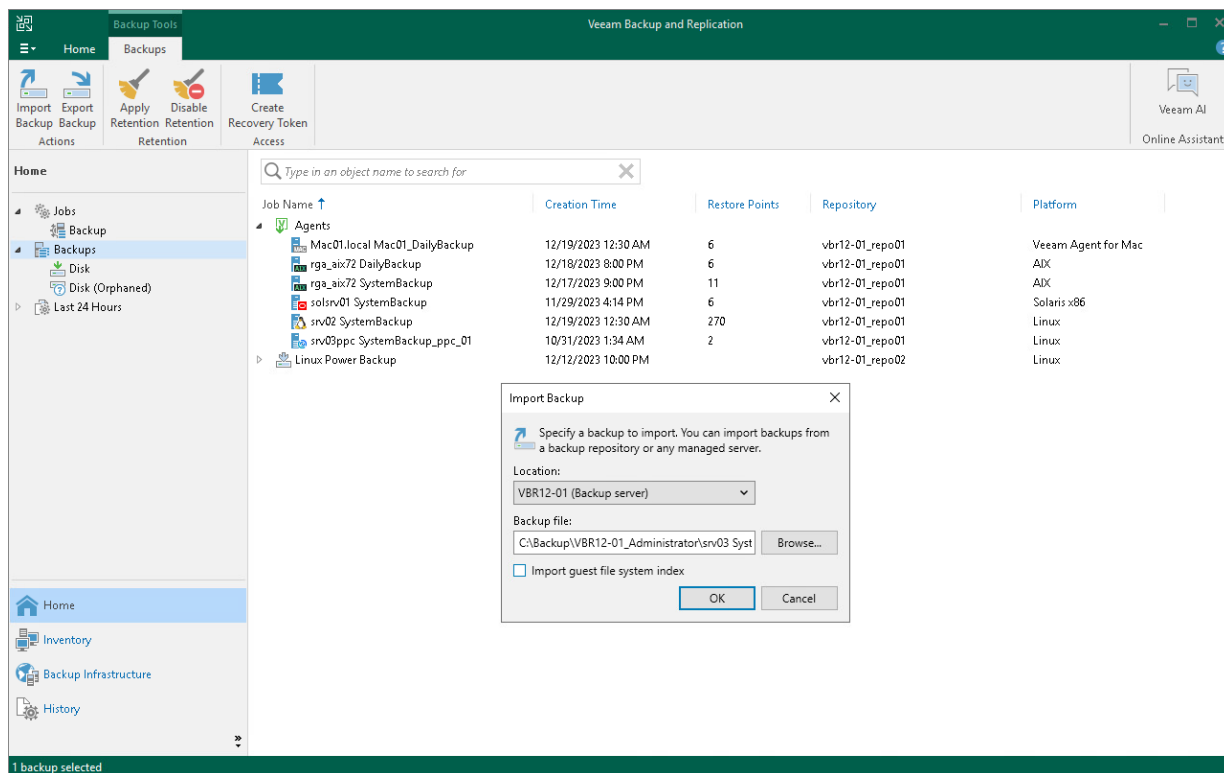 Backup Tools
Veeam Backup and Replication
Home
Backups
Import Backup
Export Backup
Apply Retention
Disable Retention
Create Recovery Token
Veeam AI
Actions
Retention
Access
Online Assistant
Home
Type in an object name to search for
Jobs
Backup
Backups
Disk
Disk (Orphaned)
Last 24 Hours
Job Name Creation Time Restore Points Repository Platform
Agents
Mac01.local Mac01_DailyBackup 12/19/2023 12:30 AM 6 vbr12-01_repo01 Veeam Agent for Mac
rga_aix72 DailyBackup 12/18/2023 8:00 PM 6 vbr12-01_repo01 AIX
rga_aix72 SystemBackup 12/17/2023 9:00 PM 11 vbr12-01_repo01 AIX
solsrv01 SystemBackup 11/29/2023 4:14 PM 6 vbr12-01_repo01 Solaris x86
srv02 SystemBackup 12/19/2023 12:30 AM 270 vbr12-01_repo01 Linux
srv03ppc SystemBackup_ppc_01 10/31/2023 1:34 AM 2 vbr12-01_repo01 Linux
Linux Power Backup 12/12/2023 10:00 PM vbr12-01_repo02 Linux
Import Backup
Specify a backup to import. You can import backups from
a backup repository or any managed server.
Location:
VBR12-01 (Backup server)
Backup file:
C:\Backup\VBR12-01_Administrator\srv03 Syst
Browse...
Import guest file system index
OK
Cancel
Home
Inventory
Backup Infrastructure
History
1 backup selected